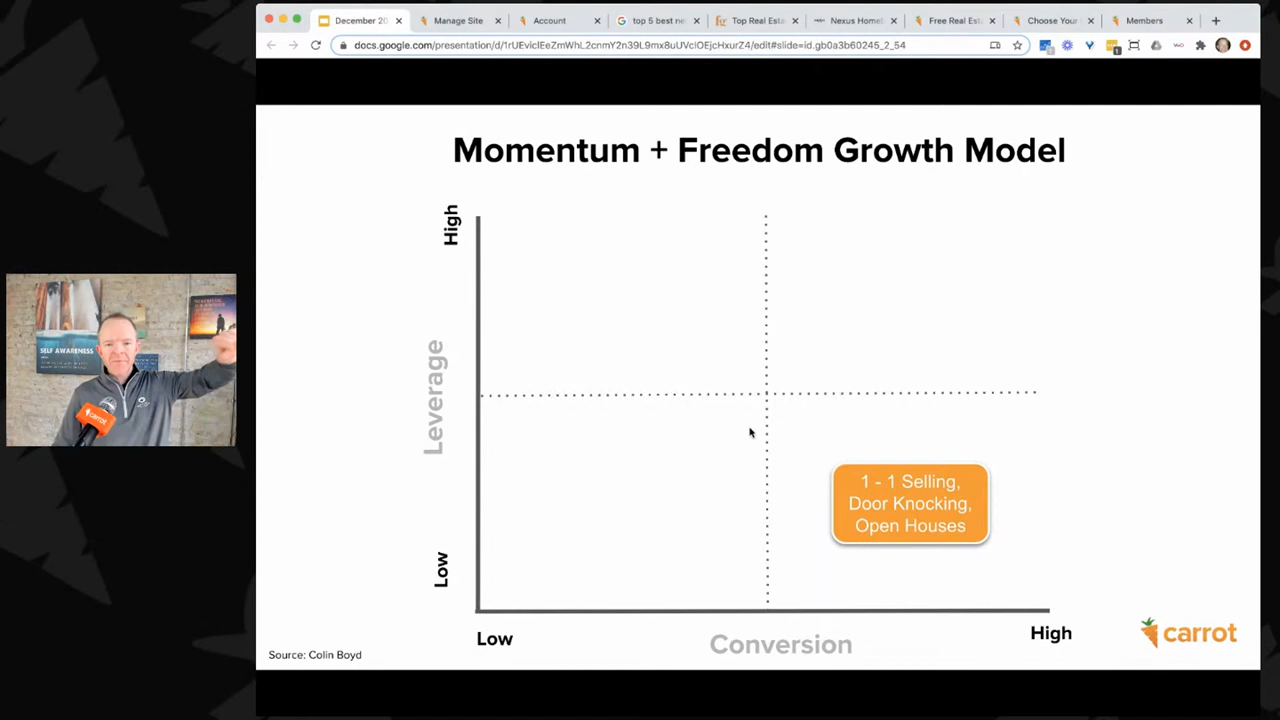 December 20
Manage Site
Account
top 5 best ne
Top Real Esta
Nexus Home
Free Real Est
Choose Your
Members
docs.google.com/presentation/d/1rUEviclEeZmWhL2cnmY2n39L9mx8uUVclOEjcHxurZ4/edit#slide=id.gb0a3b60245_2_54
Momentum + Freedom Growth Model
High
Leverage
Low
1 - 1 Selling,
Door Knocking,
Open Houses
Low
Conversion
High
Source: Colin Boyd
carrot
SELF AWARENESS
carrot